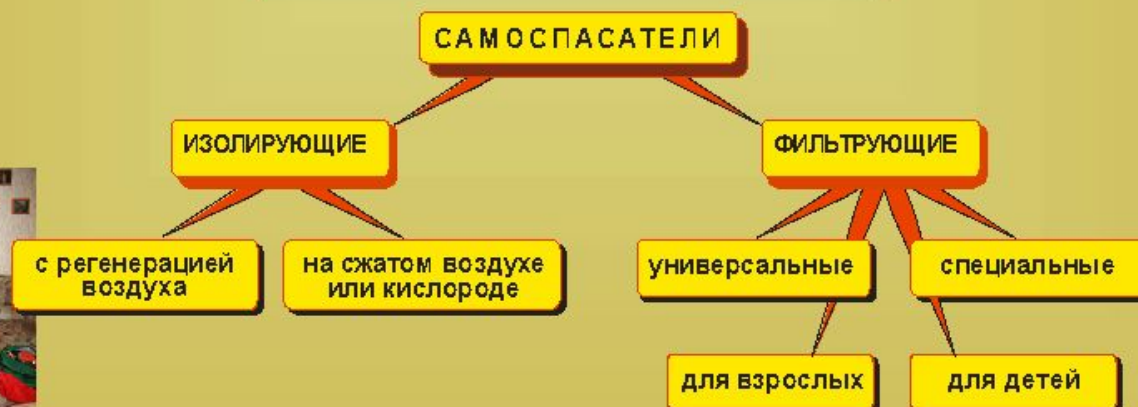 САМОСПАСАТЕЛИ
ИЗОЛИРУЮЩИЕ
ФИЛЬТРУЮЩИЕ
с регенерацией
воздуха
на сжатом воздухе
или кислороде
универсальные
специальные
для взрослых
для детей